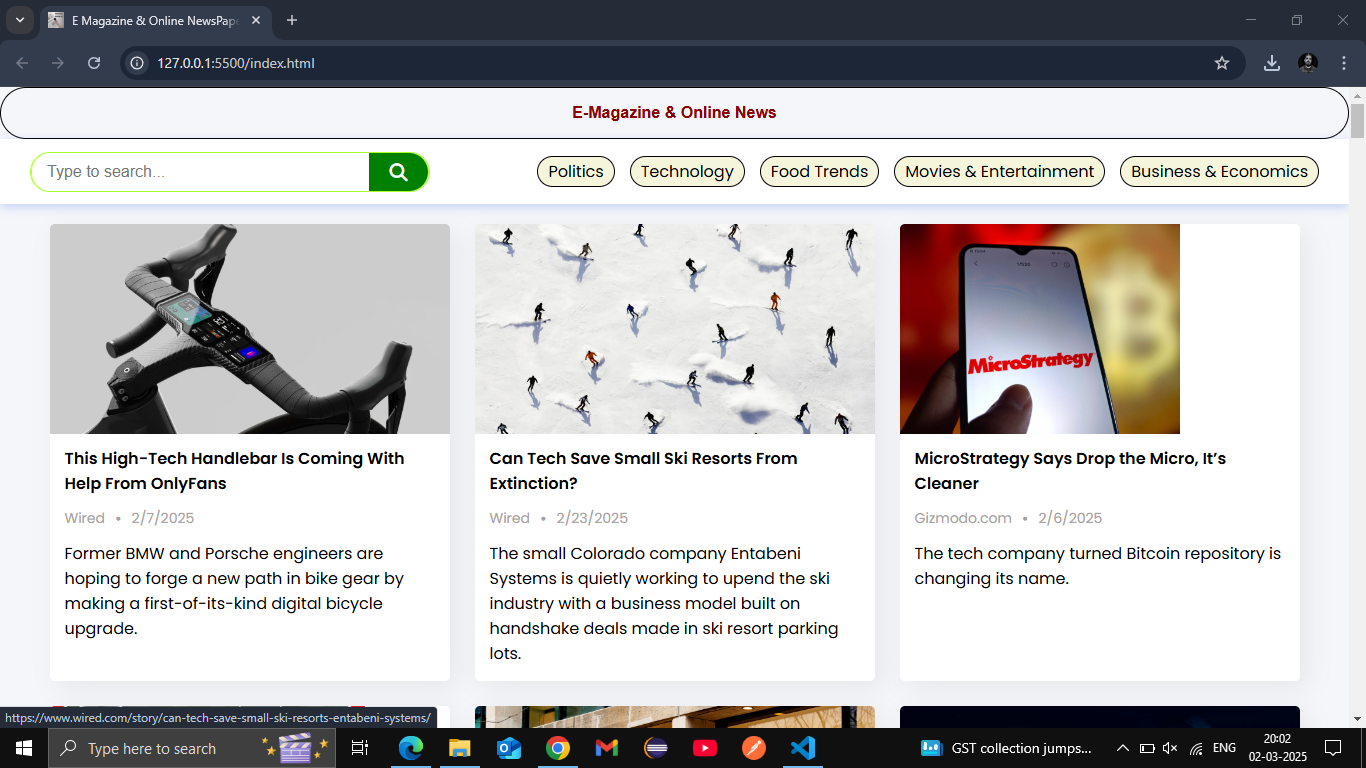 E Magazine & Online NewsPape
127.0.0.1:5500/index.html
E-Magazine & Online News
Type to search...
Politics
Technology
Food Trends
Movies & Entertainment
Business & Economics
MicroStrategy
This High-Tech Handlebar Is Coming With
Help From OnlyFans
Wired • 2/7/2025
Former BMW and Porsche engineers are
hoping to forge a new path in bike gear by
making a first-of-its-kind digital bicycle
upgrade.
Can Tech Save Small Ski Resorts From
Extinction?
Wired • 2/23/2025
The small Colorado company Entabeni
Systems is quietly working to upend the ski
industry with a business model built on
handshake deals made in ski resort parking
lots.
MicroStrategy Says Drop the Micro, It’s
Cleaner
Gizmodo.com • 2/6/2025
The tech company turned Bitcoin repository is
changing its name.
https://www.wired.com/story/can-tech-save-small-ski-resorts-entabeni-systems/
Type here to search
GST collection jumps...
ENG
20:02
02-03-2025